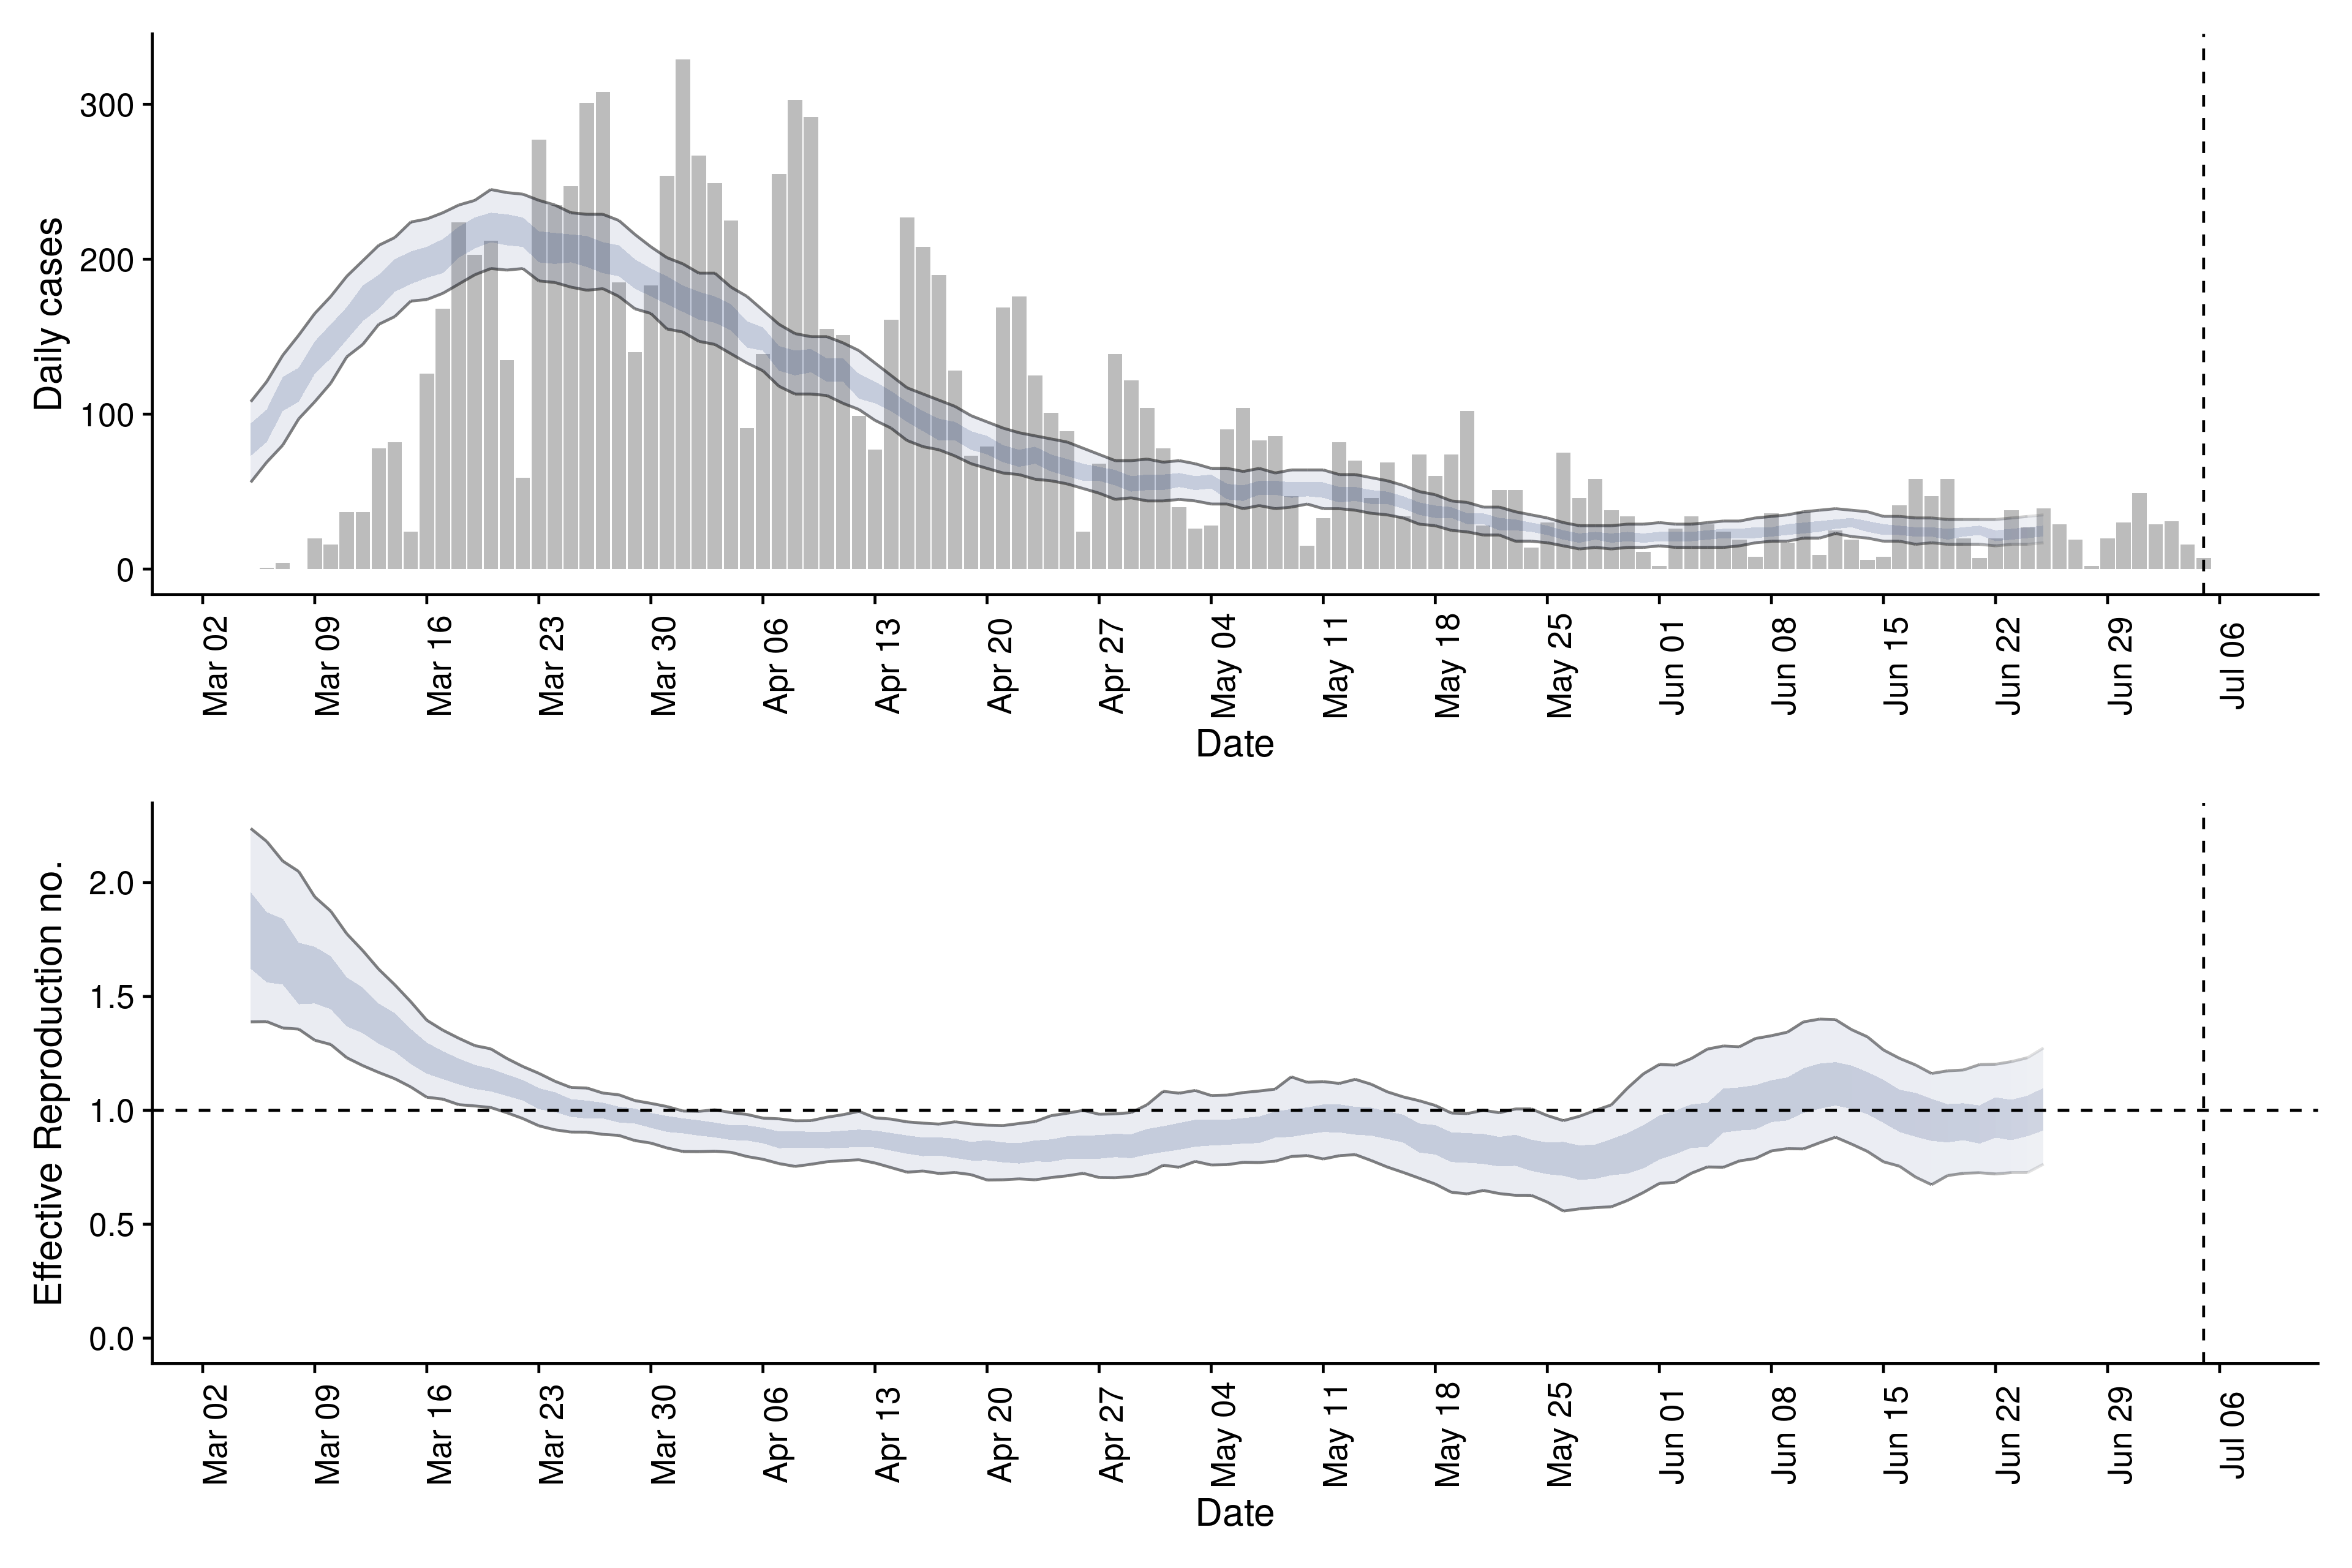 Daily cases
300
200
100
0
Mar 02
Mar 09
Mar 16
Mar 23
Mar 30
Apr 06
Apr 13
Apr 20
Apr 27
May 04
May 11
May 18
May 25
Jun 01
Jun 08
Jun 15
Jun 22
Jun 29
Jul 06
Date
Effective Reproduction no.
2.0
1.5
1.0
0.5
0.0
Mar 02
Mar 09
Mar 16
Mar 23
Mar 30
Apr 06
Apr 13
Apr 20
Apr 27
May 04
May 11
May 18
May 25
Jun 01
Jun 08
Jun 15
Jun 22
Jun 29
Jul 06
Date